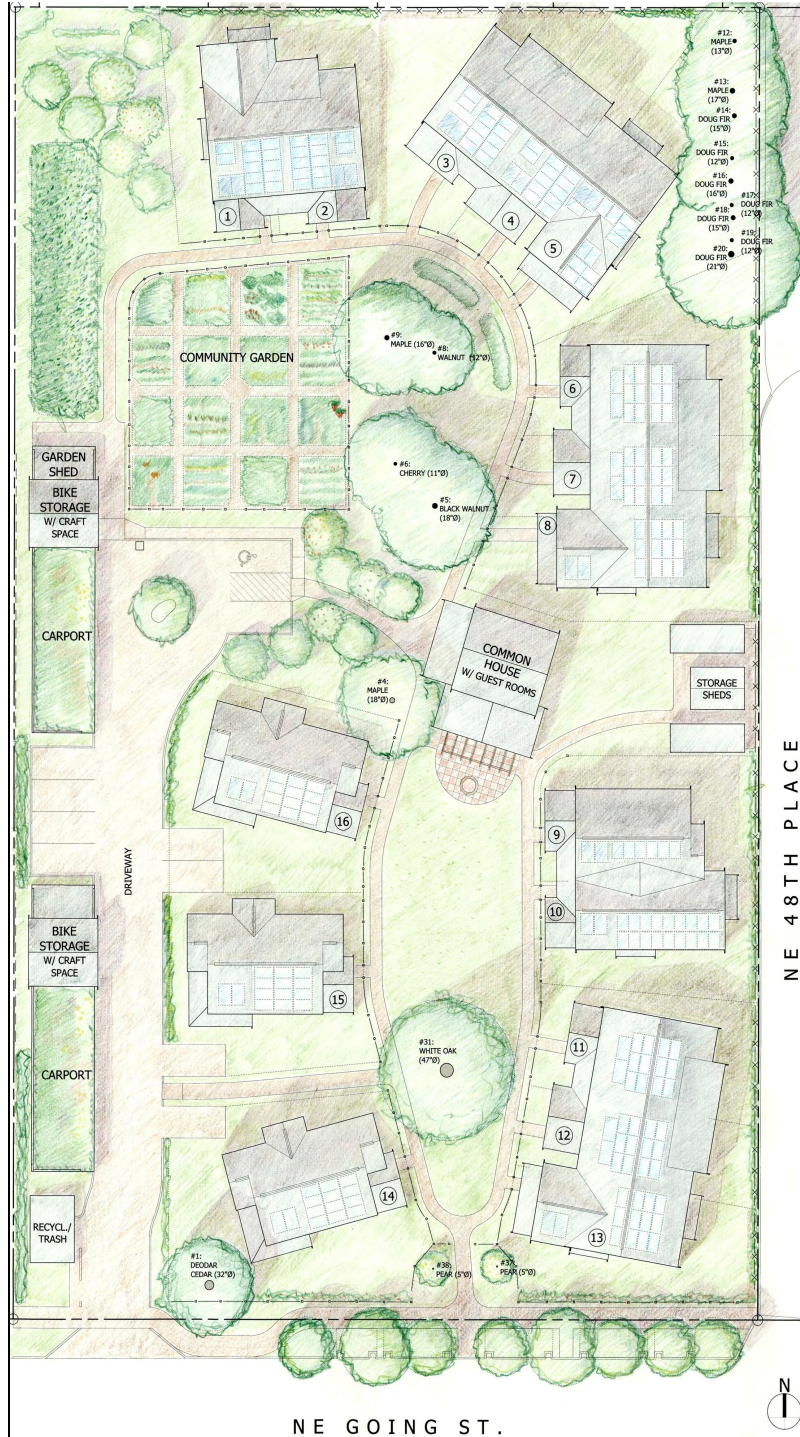 #12:
MAPLE
(13"Ø)
#13:
MAPLE
(17"Ø)
#14:
DOUG FIR
(15"Ø)
#15:
DOUG FIR
(12"Ø)
#16:
DOUG FIR
(16"Ø)
#17:
DOUG FIR
(12"Ø)
#18:
DOUG FIR
(15"Ø)
#19:
DOUG FIR
(12"Ø)
#20:
DOUG FIR
(21"Ø)
1
2
3
4
5
#9:
MAPLE (16"Ø)
#8:
WALNUT (12"Ø)
COMMUNITY GARDEN
6
7
8
#6:
CHERRY (11"Ø)
#5:
BLACK WALNUT
(18"Ø)
GARDEN
SHED
BIKE
STORAGE
W/ CRAFT
SPACE
CARPORT
COMMON
HOUSE
W/ GUEST ROOMS
STORAGE
SHEDS
#4:
MAPLE
(18"Ø)
16
9
10
DRIVEWAY
BIKE
STORAGE
W/ CRAFT
SPACE
15
CARPORT
#31:
WHITE OAK
(47"Ø)
11
12
13
14
RECYCL./
TRASH
#1:
DEODAR
CEDAR (32"Ø)
#38:
PEAR (5"Ø)
#37:
PEAR (5"Ø)
NE 48TH PLACE
NE GOING ST.
N